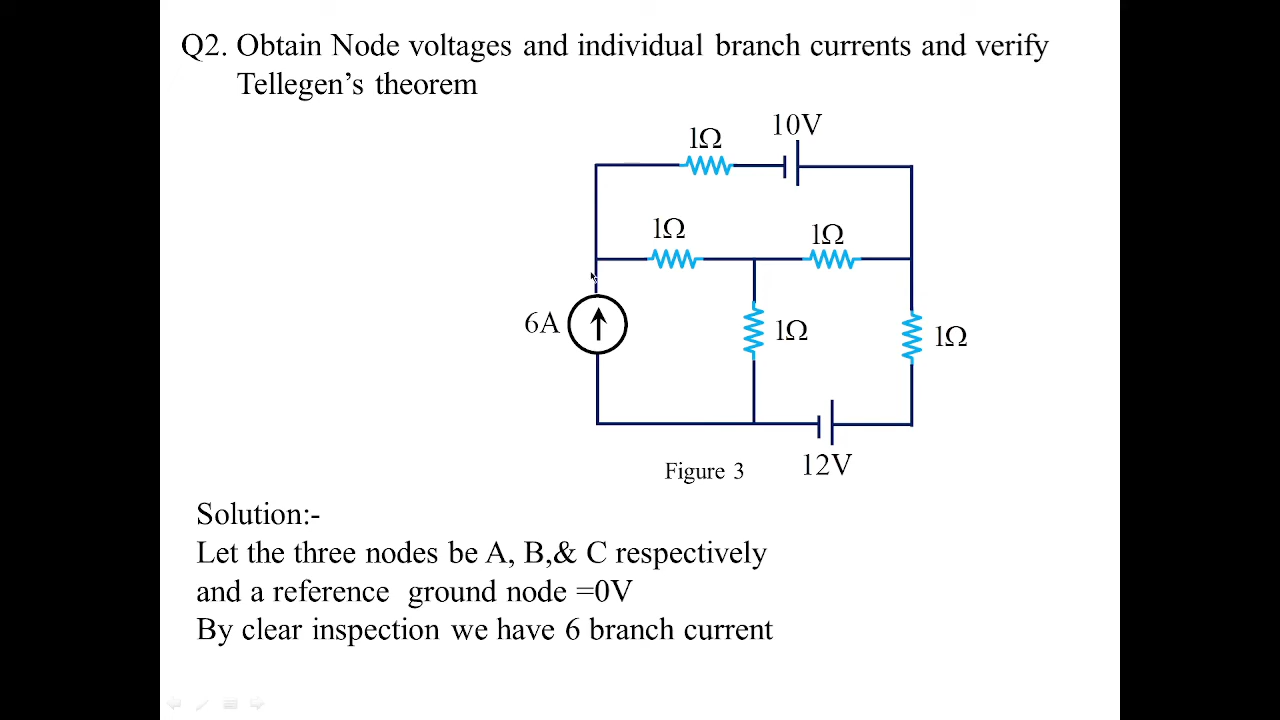 Q2. Obtain Node voltages and individual branch currents and verify
Tellegen’s theorem
10V
1Ω
1Ω
1Ω
6A
1Ω
1Ω
12V
Figure 3
Solution:-
Let the three nodes be A, B,& C respectively
and a reference ground node =0V
By clear inspection we have 6 branch current